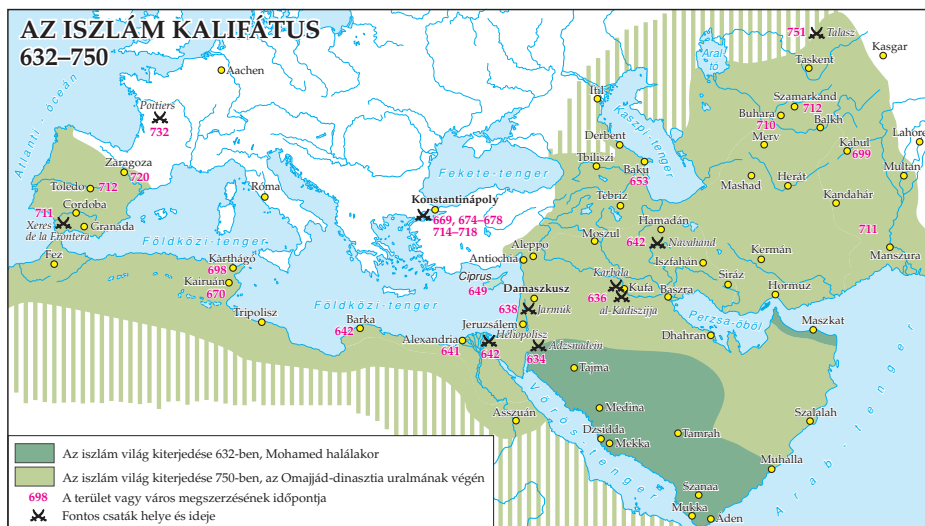 AZ ISZLÁM KALIFÁTUS
632–750
Atlanti-óceán
Aachen
Poitiers
732
Zaragoza
720
Toledo
712
711
Cordoba
Xeres
de la Frontera
Granada
Fez
Földközi-tenger
Róma
Karthágó
698
Kairuán
670
Tripolisz
Földközi-tenger
Barka
642
Alexandria
641
Fekete-tenger
Konstantinápoly
669, 674–678
714–718
Ciprus
649
Aleppo
Antiochia
Damaszkusz
638
Jarmúk
Jeruzsálem
Héliopolisz
642
Adzsnadein
634
Asszuán
Itil
Kaszpi-tenger
Derbent
Tbiliszi
Baku
653
Tebriz
Moszul
Hamadán
642
Navahand
Iszfahán
Karbala
636
Kufa
al-Kadiszijja
Baszra
Siráz
Kermán
Hormuz
Perzsa-öböl
Dhahran
Maszkat
Aral
tó
751
Talasz
Taskent
Kasgar
Szamarkand
712
Buhara
710
Merv
Balkh
Kabul
699
Lahore
Multán
Mashad
Herát
Kandahár
711
Manszura
Tajma
Medina
Dzsidda
Mekka
Tamrah
Vörös-tenger
Szalálah
Muhalla
Szanaa
Mukka
Áden
Arab-tenger
Az iszlám világ kiterjedése 632-ben, Mohamed halálakor
Az iszlám világ kiterjedése 750-ben, az Omajjád-dinasztia uralmának végén
698 A terület vagy város megszerzésének időpontja
Fontos csaták helye és ideje